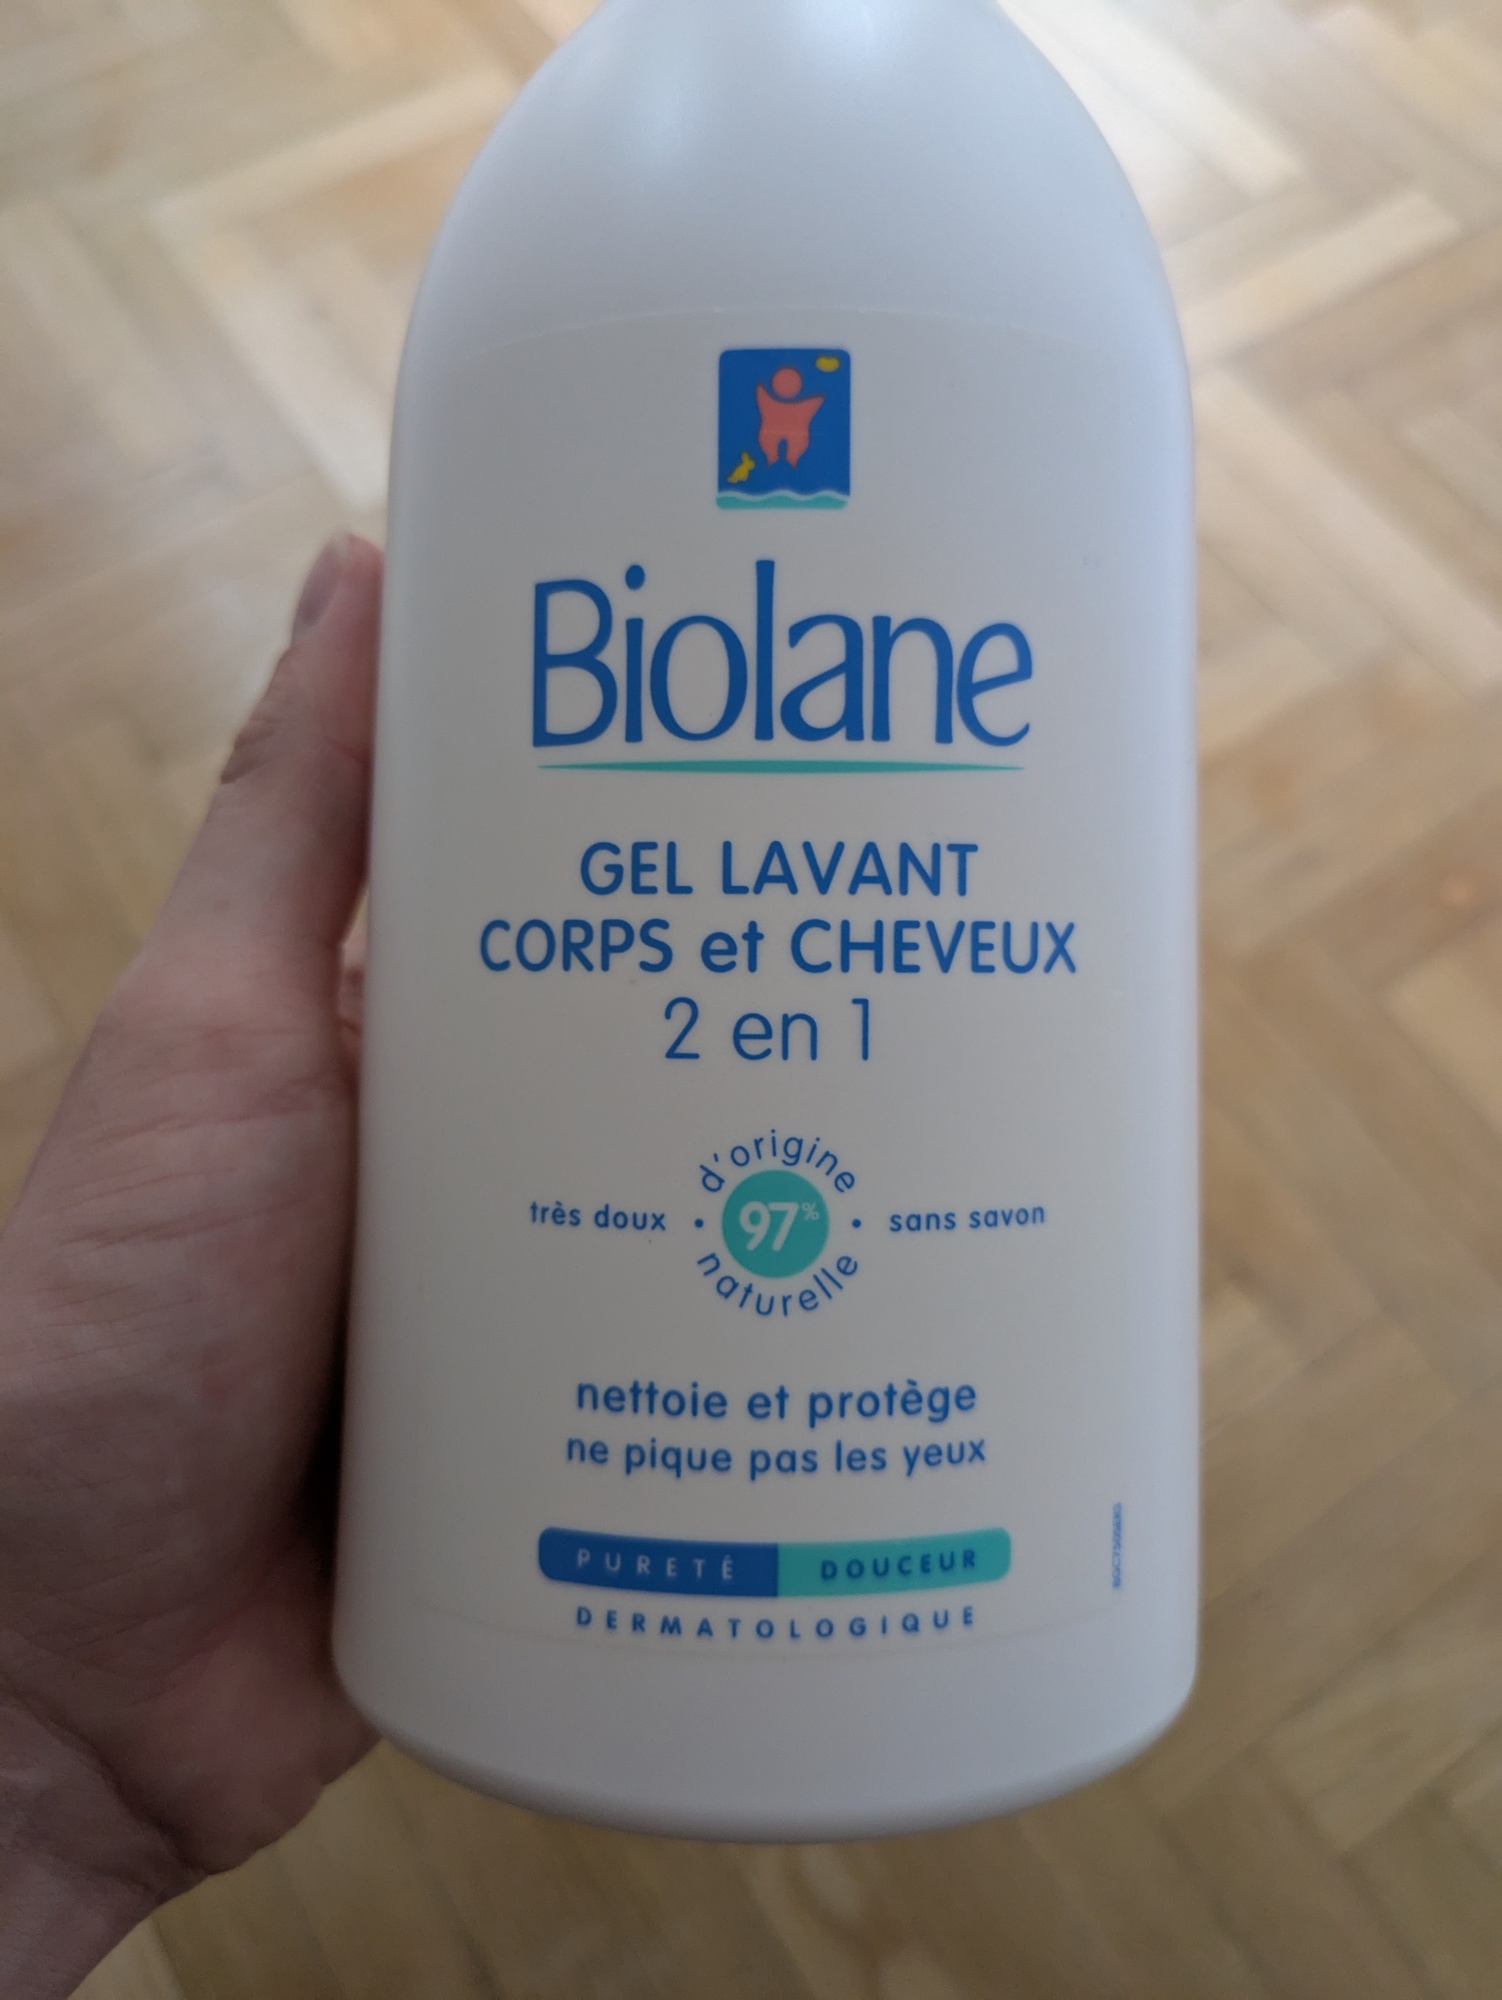 Biolane
GEL LAVANT
CORPS et CHEVEUX
2 en 1
d'origine
très doux • 97% • sans savon
naturelle
nettoie et protège
ne pique pas les yeux
PURETÉ DOUCEUR
DERMATOLOGIQUE